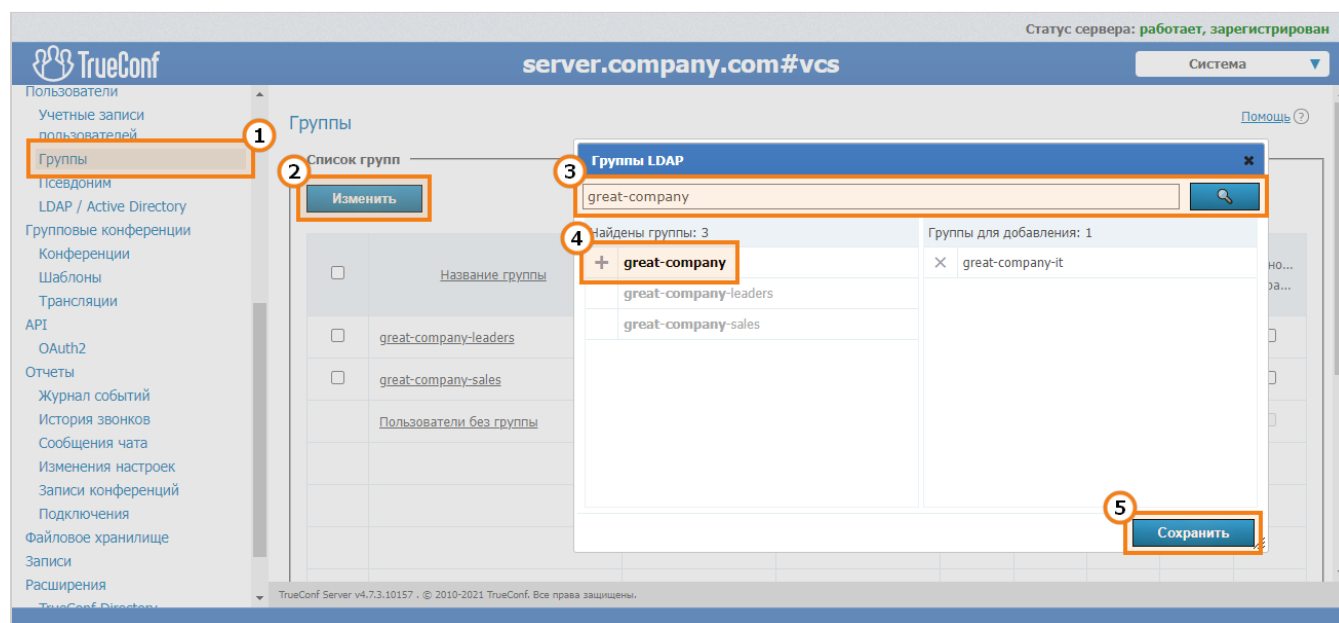 Статус сервера: работает, зарегистрирован
TrueConf
server.company.com#vcs
Система
Пользователи
Учетные записи
пользователей
1
Группы
Псевдоним
LDAP / Active Directory
Групповые конференции
Конференции
Шаблоны
Трансляции
API
OAuth2
Отчеты
Журнал событий
История звонков
Сообщения чата
Изменения настроек
Записи конференций
Подключения
Файловое хранилище
Записи
Расширения
TrueConf Directory
Группы
Помощь ?
Список групп
2
Изменить
Название группы
great-company-leaders
great-company-sales
Пользователи без группы
Группы LDAP
3
great-company
Найдены группы: 3
4
+ great-company
great-company-leaders
great-company-sales
Группы для добавления: 1
great-company-it
5
Сохранить
TrueConf Server v4.7.3.10157 . © 2010-2021 TrueConf. Все права защищены.